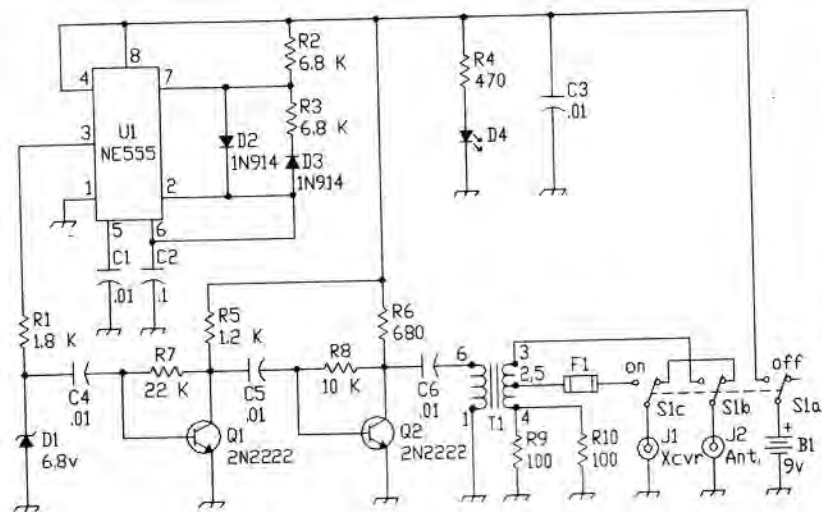 R2
6.8 K
R4
470
C3
.01
8
4
7
R3
6.8 K
U1
NE555
3
D2
1N914
D3
1N914
D4
1
2
5
6
C1
.01
C2
.1
R1
1.8 K
R5
1.2 K
R6
680
R7
22 K
R8
10 K
C4
.01
C5
.01
C6
.01
6
3
2,5
F1
on
off
1
T1
4
S1c
S1b
S1a
D1
6.8v
Q1
2N2222
Q2
2N2222
R9
100
R10
100
J1
Xcvr
J2
Ant.
+
B1
9v